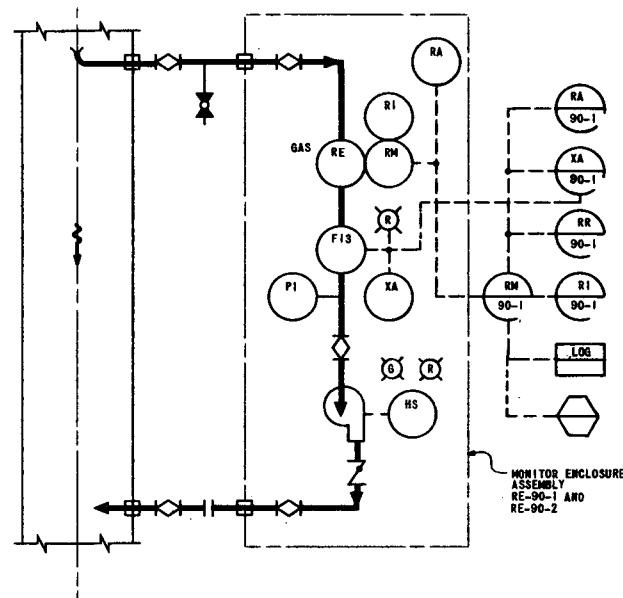 RA
RI
GAS
RE
RM
RA
90-1
XA
90-1
R
FI3
RR
90-1
PI
XA
RM
90-1
RI
90-1
LOG
G
R
HS
MONITOR ENCLOSURE
ASSEMBLY
RE-90-1 AND
RE-90-2